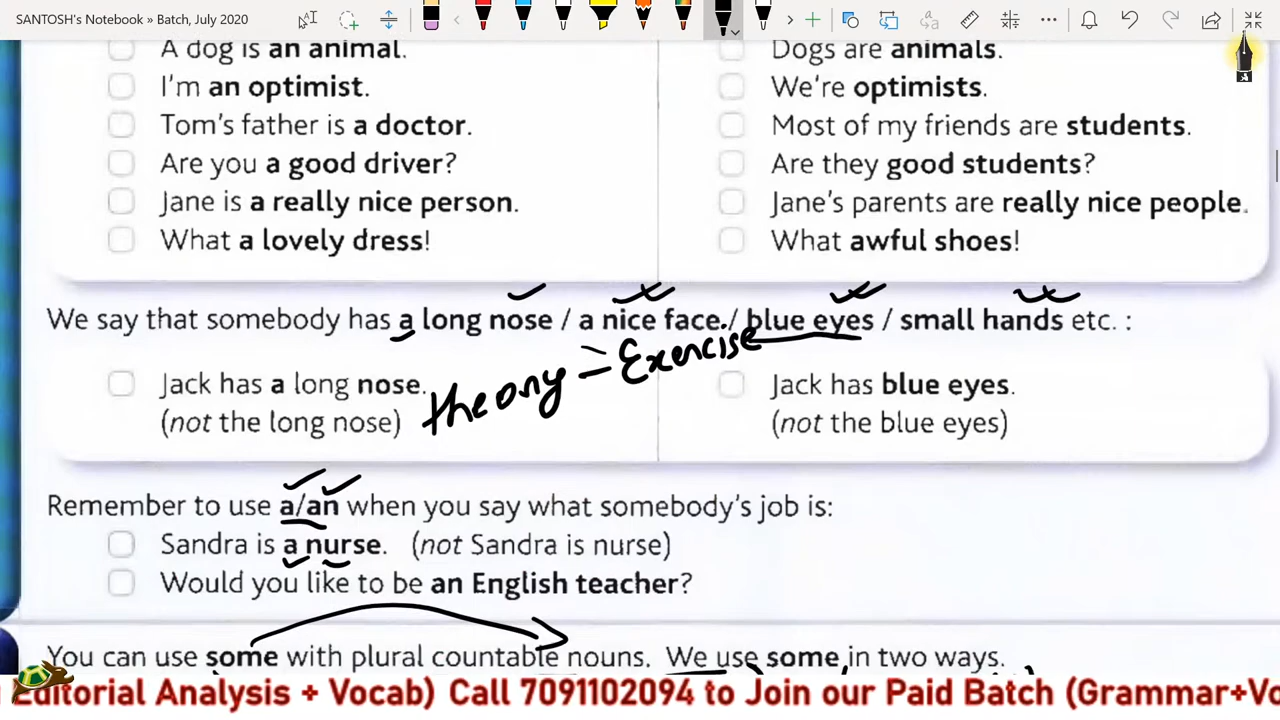 SANTOSH's Notebook » Batch, July 2020
A dog is an animal.
I'm an optimist.
Tom's father is a doctor.
Are you a good driver?
Jane is a really nice person.
What a lovely dress!
Dogs are animals.
We're optimists.
Most of my friends are students.
Are they good students?
Jane's parents are really nice people.
What awful shoes!
We say that somebody has a long nose / a nice face / blue eyes / small hands etc. :
Jack has a long nose.
(not the long nose)
theory = Exercise
Jack has blue eyes.
(not the blue eyes)
Remember to use a/an when you say what somebody's job is:
Sandra is a nurse. (not Sandra is nurse)
Would you like to be an English teacher?
You can use some with plural countable nouns. We use some in two ways.
Editorial Analysis + Vocab) Call 7091102094 to Join our Paid Batch (Grammar+Vo